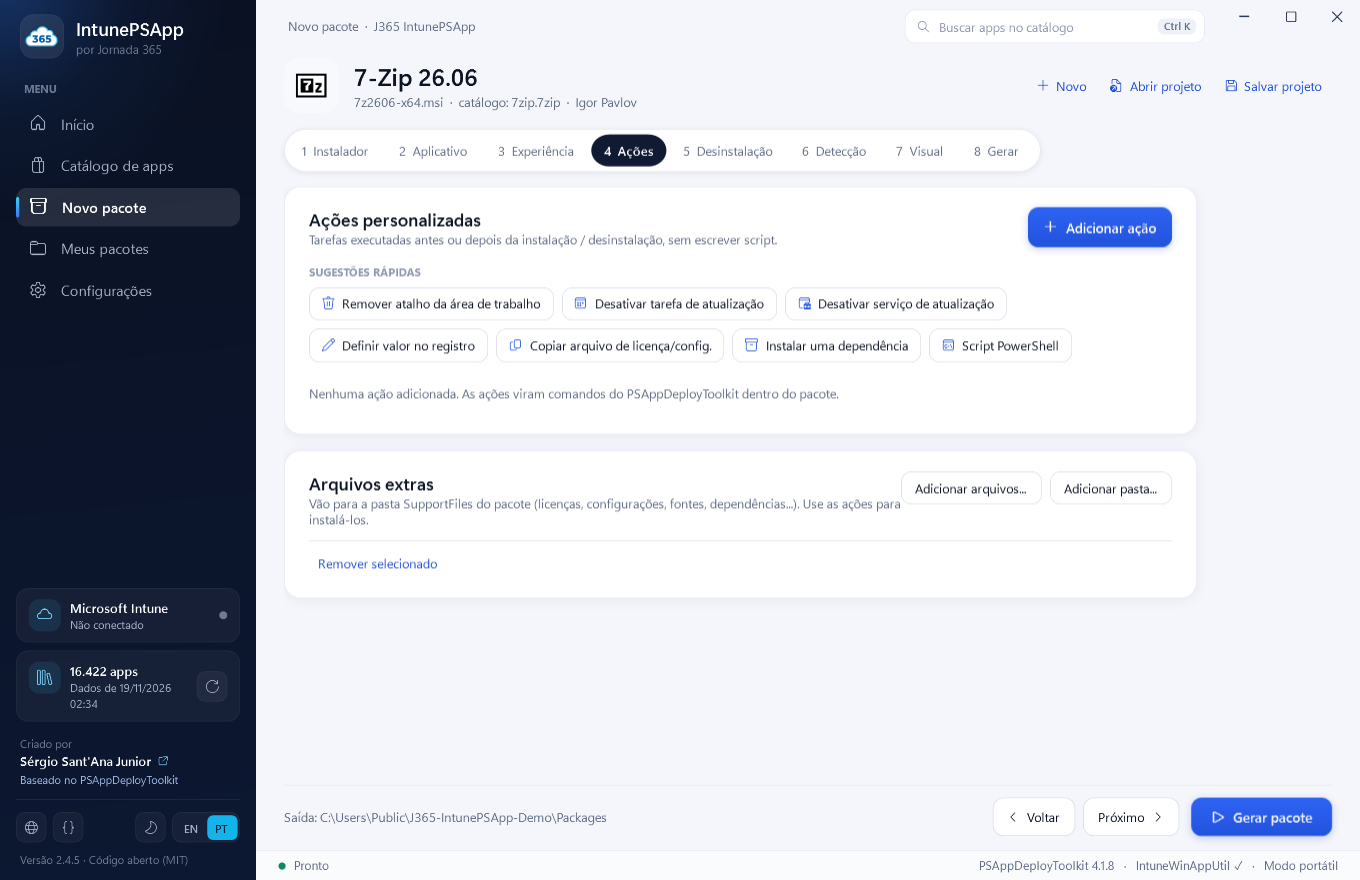 365
IntunePSApp
por Jornada 365
MENU
Início
Catálogo de apps
Novo pacote
Meus pacotes
Configurações
Microsoft Intune
Não conectado
16.422 apps
Dados de 19/11/2026
02:34
Criado por
Sérgio Sant'Ana Junior
Baseado no PSAppDeployToolkit
{}
EN PT
Versão 2.4.5 · Código aberto (MIT)
Novo pacote · J365 IntunePSApp
Buscar apps no catálogo Ctrl K
7z
7-Zip 26.06
7z2606-x64.msi · catálogo: 7zip.7zip · Igor Pavlov
Novo Abrir projeto Salvar projeto
1 Instalador 2 Aplicativo 3 Experiência 4 Ações 5 Desinstalação 6 Detecção 7 Visual 8 Gerar
Ações personalizadas
Tarefas executadas antes ou depois da instalação / desinstalação, sem escrever script.
Adicionar ação
SUGESTÕES RÁPIDAS
Remover atalho da área de trabalho Desativar tarefa de atualização Desativar serviço de atualização
Definir valor no registro Copiar arquivo de licença/config. Instalar uma dependência Script PowerShell
Nenhuma ação adicionada. As ações viram comandos do PSAppDeployToolkit dentro do pacote.
Arquivos extras
Vão para a pasta SupportFiles do pacote (licenças, configurações, fontes, dependências...). Use as ações para
instalá-los.
Adicionar arquivos... Adicionar pasta...
Remover selecionado
Saída: C:\Users\Public\J365-IntunePSApp-Demo\Packages
Voltar Próximo Gerar pacote
Pronto
PSAppDeployToolkit 4.1.8 · IntuneWinAppUtil ✓ · Modo portátil